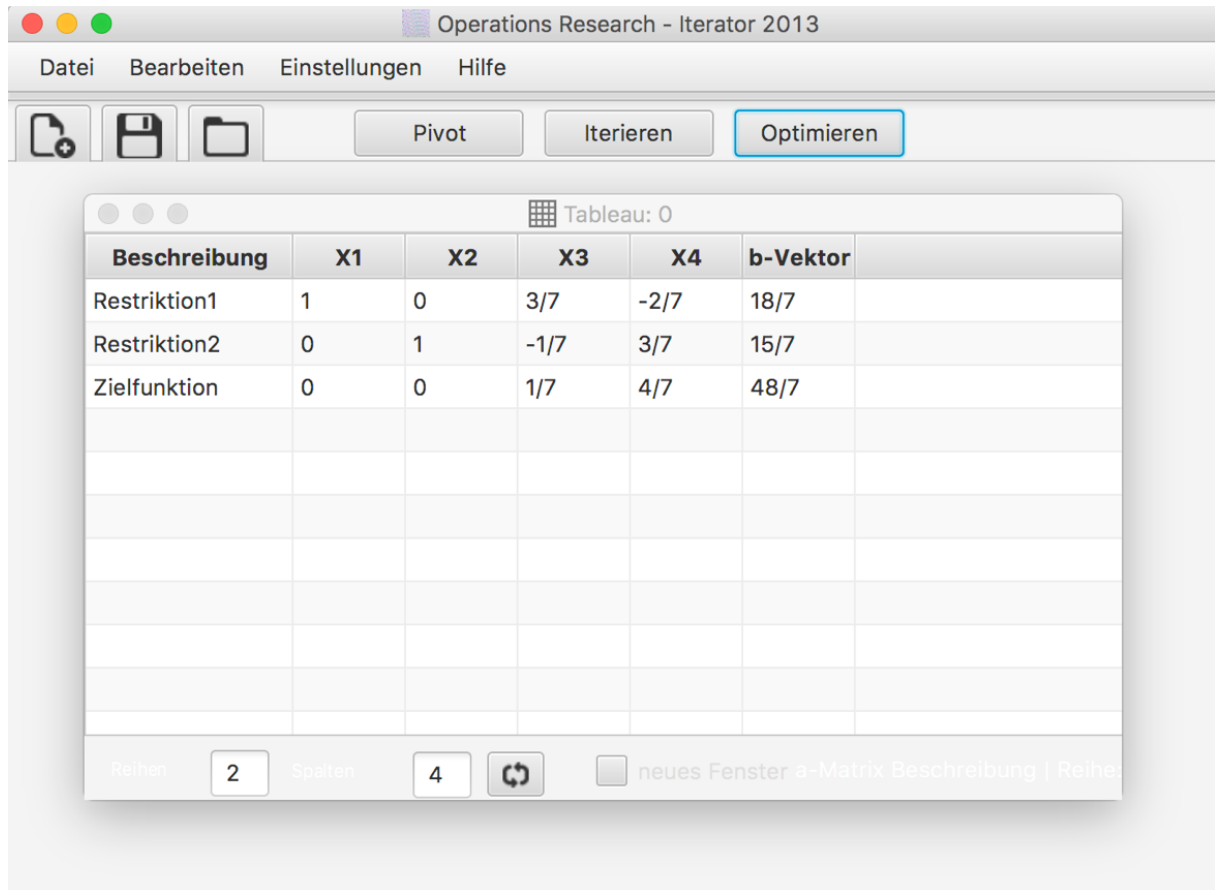 Operations Research - Iterator 2013
Datei Bearbeiten Einstellungen Hilfe
Pivot Iterieren Optimieren
Tableau: 0
Beschreibung X1 X2 X3 X4 b-Vektor
Restriktion1 1 0 3/7 -2/7 18/7
Restriktion2 0 1 -1/7 3/7 15/7
Zielfunktion 0 0 1/7 4/7 48/7
Reihen 2 Spalten 4 neues Fenster a-Matrix Beschreibung | Reihe: